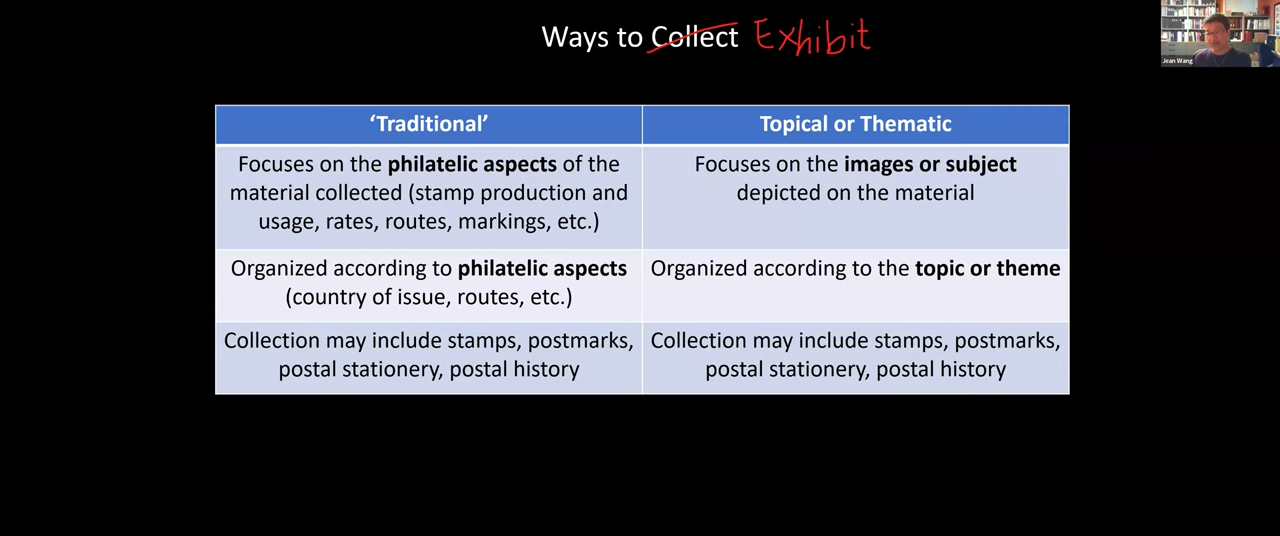 Ways to Collect Exhibit
Jean Wang
‘Traditional’
Topical or Thematic
Focuses on the philatelic aspects of the
material collected (stamp production and
usage, rates, routes, markings, etc.)
Focuses on the images or subject
depicted on the material
Organized according to philatelic aspects
(country of issue, routes, etc.)
Organized according to the topic or theme
Collection may include stamps, postmarks,
postal stationery, postal history
Collection may include stamps, postmarks,
postal stationery, postal history